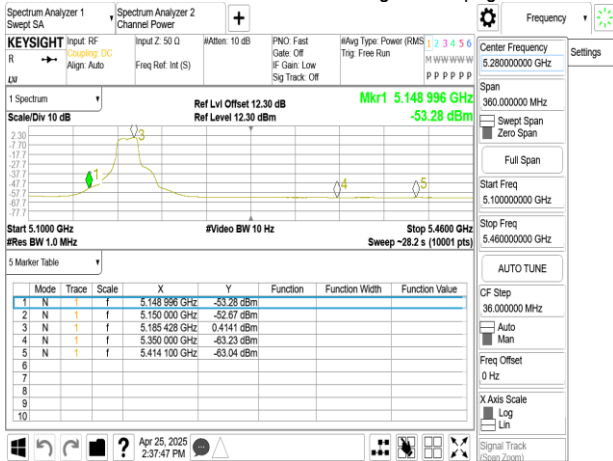 Spectrum Analyzer 1
Swept SA
Spectrum Analyzer 2
Channel Power
+
Frequency
KEYSIGHT
R
Input: RF
Coupling: DC
Align: Auto
Input Z: 50 Ω
Freq Ref: Int (S)
#Atten: 10 dB
PNO: Fast
Gate: Off
IF Gain: Low
Sig Track: Off
#Avg Type: Power (RMS
Trig: Free Run
1 2 3 4 5 6
M W W W W W
P P P P P P
1 Spectrum
Scale/Div 10 dB
Ref Lvl Offset 12.30 dB
Ref Level 12.30 dBm
Mkr1 5.148 996 GHz
-53.28 dBm
2.30
-7.70
-17.7
-27.7
-37.7
-47.7
-57.7
-67.7
-77.7
1
3
4
5
Start 5.1000 GHz
#Res BW 1.0 MHz
#Video BW 10 Hz
Stop 5.4600 GHz
Sweep ~28.2 s (10001 pts)
5 Marker Table
Mode Trace Scale X Y Function Function Width Function Value
1 N 1 f 5.148 996 GHz -53.28 dBm
2 N 1 f 5.150 000 GHz -52.67 dBm
3 N 1 f 5.185 428 GHz 0.4141 dBm
4 N 1 f 5.350 000 GHz -63.23 dBm
5 N 1 f 5.414 100 GHz -63.04 dBm
6
7
8
9
10
Apr 25, 2025
2:37:47 PM
Center Frequency
5.280000000 GHz
Settings
Span
360.000000 MHz
Swept Span
Zero Span
Full Span
Start Freq
5.100000000 GHz
Stop Freq
5.460000000 GHz
AUTO TUNE
CF Step
36.000000 MHz
Auto
Man
Freq Offset
0 Hz
X Axis Scale
Log
Lin
Signal Track
(Span Zoom)